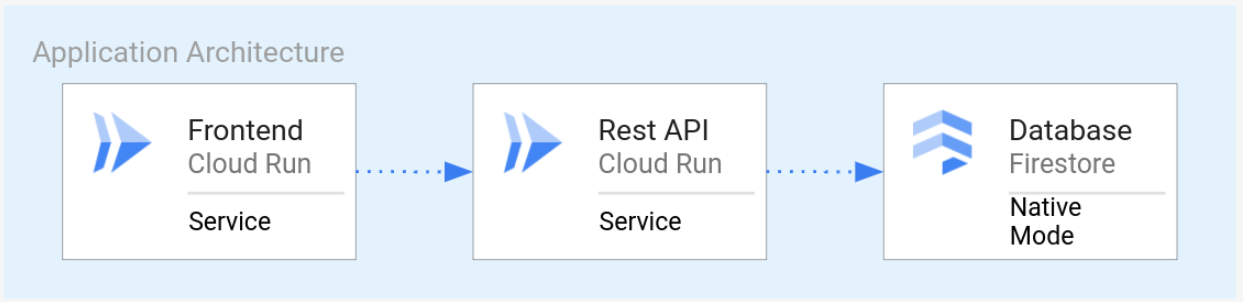 Application Architecture
Frontend
Cloud Run
Service
Rest API
Cloud Run
Service
Database
Firestore
Native
Mode